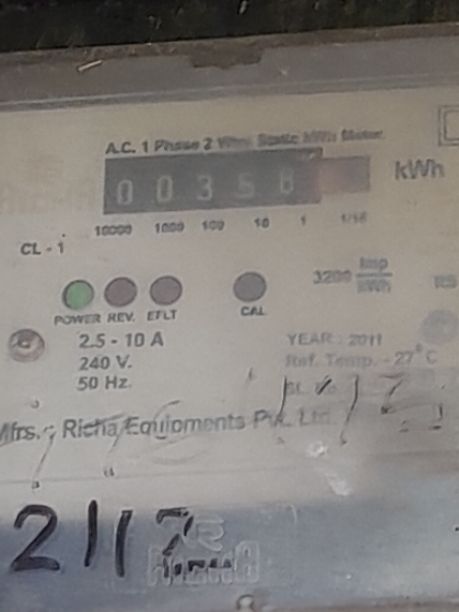 A.C. 1 Phase 2 Wire Static kWh Meter
0 0 3 5 8
kWh
10000 1000 100 10 1 1/10
CL - 1
3200 Imp
kWh
RS
POWER REV. EFLT CAL
2.5 - 10 A
240 V.
50 Hz.
YEAR : 2011
Ref. Temp. - 27°C
Mfrs. : Richa Equipments Pvt. Ltd.